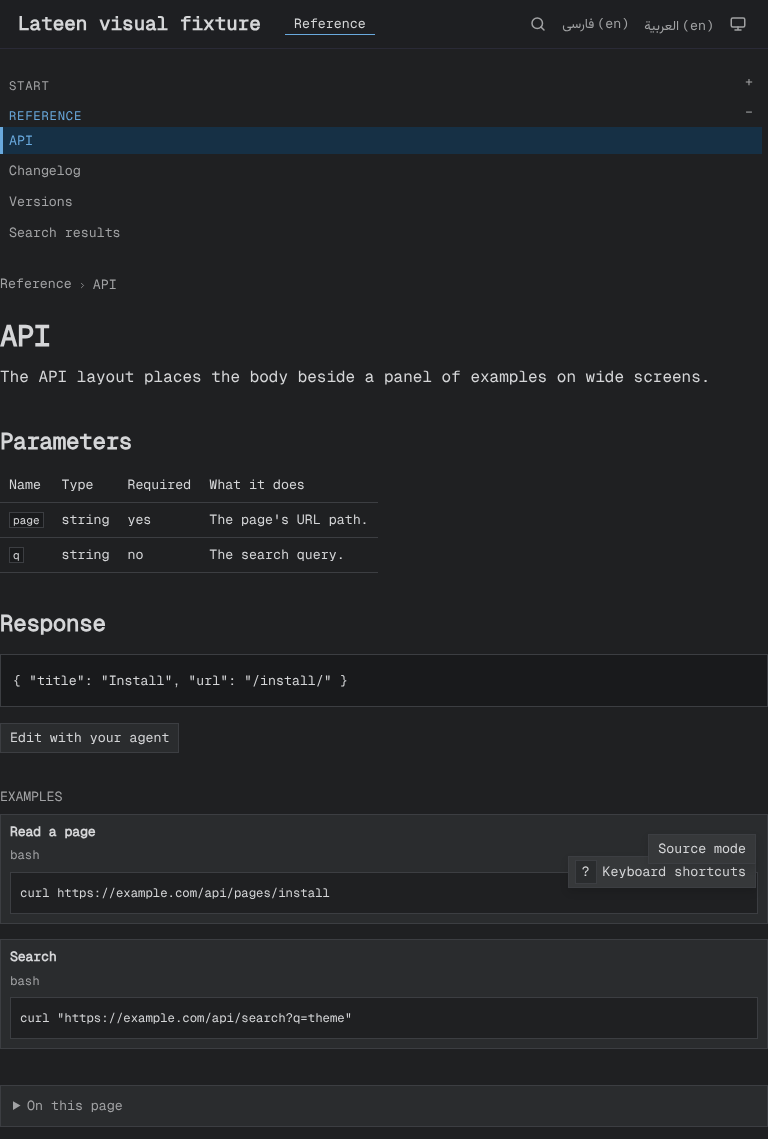 Lateen visual fixture
Reference
فارسی (en)
العربية (en)
START
+
REFERENCE
−
API
Changelog
Versions
Search results
Reference › API
API
The API layout places the body beside a panel of examples on wide screens.
Parameters
Name Type Required What it does
page string yes The page's URL path.
q string no The search query.
Response
{ "title": "Install", "url": "/install/" }
Edit with your agent
EXAMPLES
Read a page
bash
Source mode
? Keyboard shortcuts
curl https://example.com/api/pages/install
Search
bash
curl "https://example.com/api/search?q=theme"
On this page